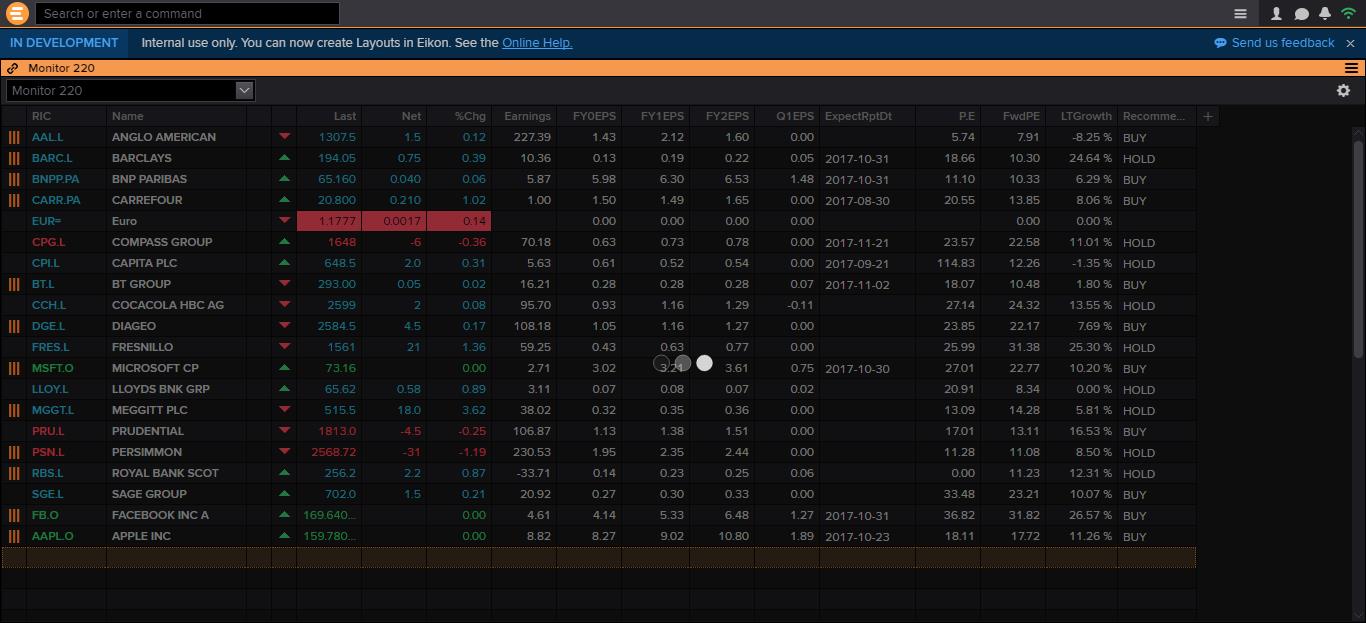 Search or enter a command
IN DEVELOPMENT Internal use only. You can now create Layouts in Eikon. See the Online Help. Send us feedback
Monitor 220
Monitor 220
RIC Name Last Net %Chg Earnings FY0EPS FY1EPS FY2EPS Q1EPS ExpectRptDt P.E FwdPE LTGrowth Recomme...
AAL.L ANGLO AMERICAN 1307.5 1.5 0.12 227.39 1.43 2.12 1.60 0.00 5.74 7.91 -8.25 % BUY
BARC.L BARCLAYS 194.05 0.75 0.39 10.36 0.13 0.19 0.22 0.05 2017-10-31 18.66 10.30 24.64 % HOLD
BNPP.PA BNP PARIBAS 65.160 0.040 0.06 5.87 5.98 6.30 6.53 1.48 2017-10-31 11.10 10.33 6.29 % BUY
CARR.PA CARREFOUR 20.800 0.210 1.02 1.00 1.50 1.49 1.65 0.00 2017-08-30 20.55 13.85 8.06 % BUY
EUR= Euro 1.1777 0.0017 0.14 0.00 0.00 0.00 0.00 0.00 0.00 %
CPG.L COMPASS GROUP 1648 -6 -0.36 70.18 0.63 0.73 0.78 0.00 2017-11-21 23.57 22.58 11.01 % HOLD
CPI.L CAPITA PLC 648.5 2.0 0.31 5.63 0.61 0.52 0.54 0.00 2017-09-21 114.83 12.26 -1.35 % HOLD
BT.L BT GROUP 293.00 0.05 0.02 16.21 0.28 0.28 0.28 0.07 2017-11-02 18.07 10.48 1.80 % BUY
CCH.L COCACOLA HBC AG 2599 2 0.08 95.70 0.93 1.16 1.29 -0.11 27.14 24.32 13.55 % HOLD
DGE.L DIAGEO 2584.5 4.5 0.17 108.18 1.05 1.16 1.27 0.00 23.85 22.17 7.69 % BUY
FRES.L FRESNILLO 1561 21 1.36 59.25 0.43 0.63 0.77 0.00 25.99 31.38 25.30 % HOLD
MSFT.O MICROSOFT CP 73.16 0.00 2.71 3.02 3.21 3.61 0.75 2017-10-30 27.01 22.77 10.20 % BUY
LLOY.L LLOYDS BNK GRP 65.62 0.58 0.89 3.11 0.07 0.08 0.07 0.02 20.91 8.34 0.00 % HOLD
MGGT.L MEGGITT PLC 515.5 18.0 3.62 38.02 0.32 0.35 0.36 0.00 13.09 14.28 5.81 % HOLD
PRU.L PRUDENTIAL 1813.0 -4.5 -0.25 106.87 1.13 1.38 1.51 0.00 17.01 13.11 16.53 % BUY
PSN.L PERSIMMON 2568.72 -31 -1.19 230.53 1.95 2.35 2.44 0.00 11.28 11.08 8.50 % HOLD
RBS.L ROYAL BANK SCOT 256.2 2.2 0.87 -33.71 0.14 0.23 0.25 0.06 0.00 11.23 12.31 % HOLD
SGE.L SAGE GROUP 702.0 1.5 0.21 20.92 0.27 0.30 0.33 0.00 33.48 23.21 10.07 % BUY
FB.O FACEBOOK INC A 169.640... 0.00 4.61 4.14 5.33 6.48 1.27 2017-10-31 36.82 31.82 26.57 % BUY
AAPL.O APPLE INC 159.780... 0.00 8.82 8.27 9.02 10.80 1.89 2017-10-23 18.11 17.72 11.26 % BUY